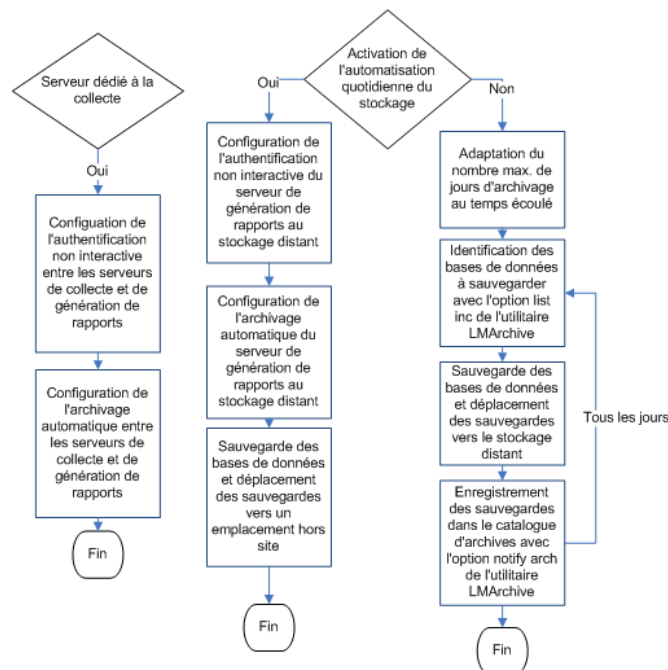 Serveur dédié à la
collecte
Oui
Configuation de
l'authentification
non interactive
entre les serveurs
de collecte et de
génération de
rapports
Configuration de
l'archivage
automatique entre
les serveurs de
collecte et de
génération de
rapports
Fin
Activation de
l'automatisation
quotidienne du
stockage
Oui
Configuration de
l'authentification
non interactive du
serveur de
génération de
rapports au
stockage distant
Configuration de
l'archivage
automatique du
serveur de
génération de
rapports au
stockage distant
Sauvegarde des
bases de données
et déplacement
des sauvegardes
vers un
emplacement hors
site
Fin
Non
Adaptation du
nombre max. de
jours d'archivage
au temps écoulé
Identification des
bases de données
à sauvegarder
avec l'option list
inc de l'utilitaire
LMArchive
Sauvegarde des
bases de données
et déplacement
des sauvegardes
vers le stockage
distant
Tous les jours
Enregistrement
des sauvegardes
dans le catalogue
d'archives avec
l'option notify arch
de l'utilitaire
LMArchive
Fin